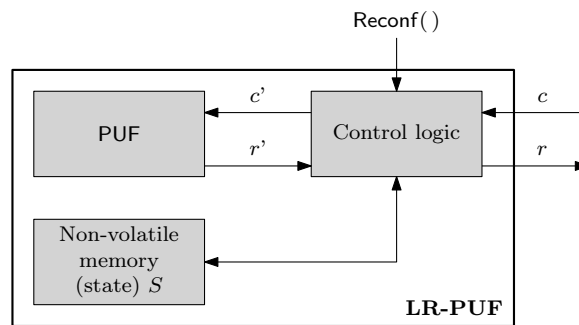 Reconf( )
c’
c
PUF
Control logic
r’
r
Non-volatile
memory
(state) S
LR-PUF